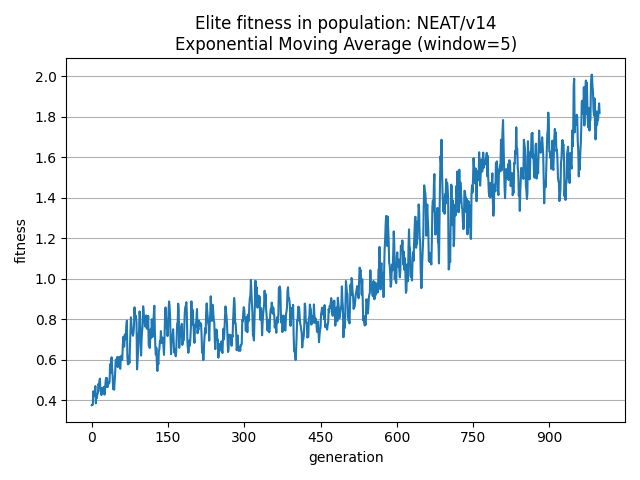 Elite fitness in population: NEAT/v14
Exponential Moving Average (window=5)
2.0
1.8
1.6
1.4
1.2
1.0
0.8
0.6
0.4
fitness
0 150 300 450 600 750 900
generation